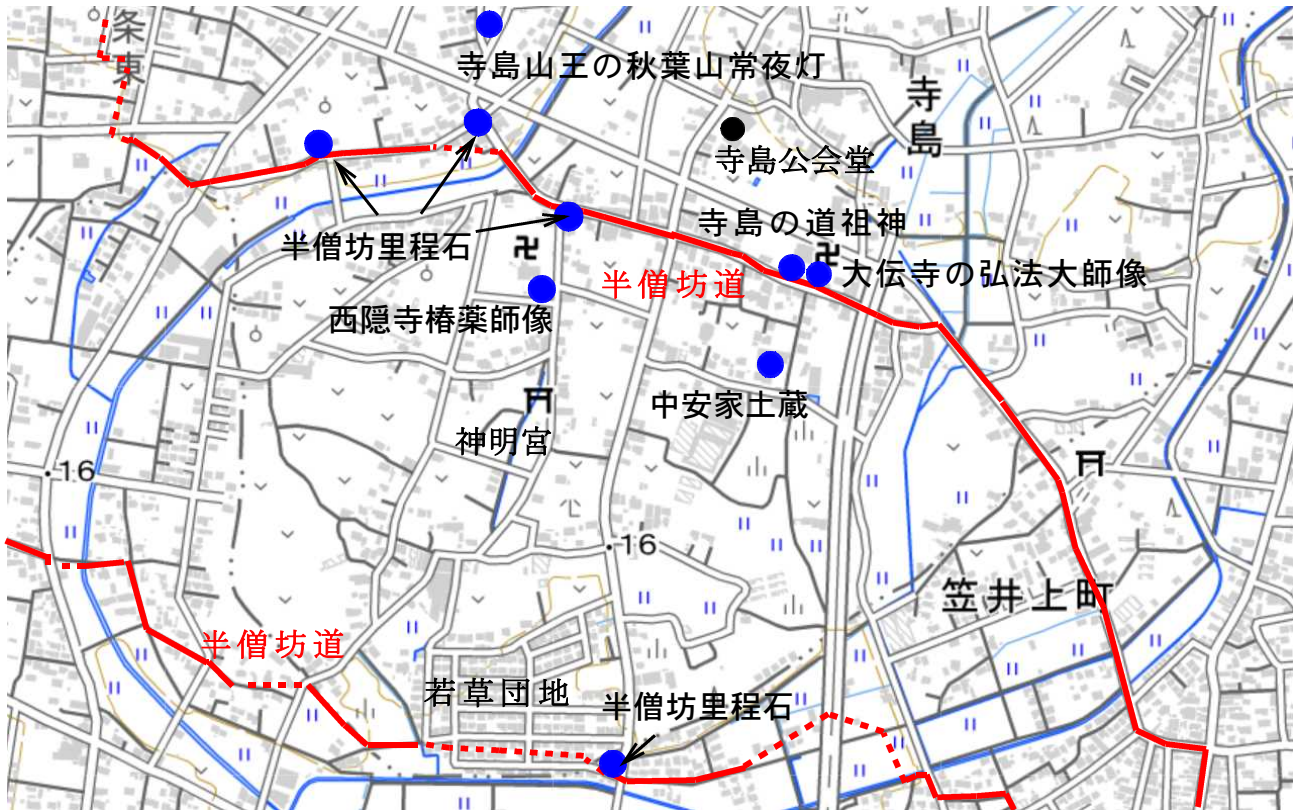 条東
寺島山王の秋葉山常夜灯
寺島
寺島公会堂
半僧坊里程石
寺島の道祖神
半僧坊道
大伝寺の弘法大師像
西隠寺椿薬師像
中安家土蔵
神明宮
16
16
笠井上町
半僧坊道
若草団地
半僧坊里程石